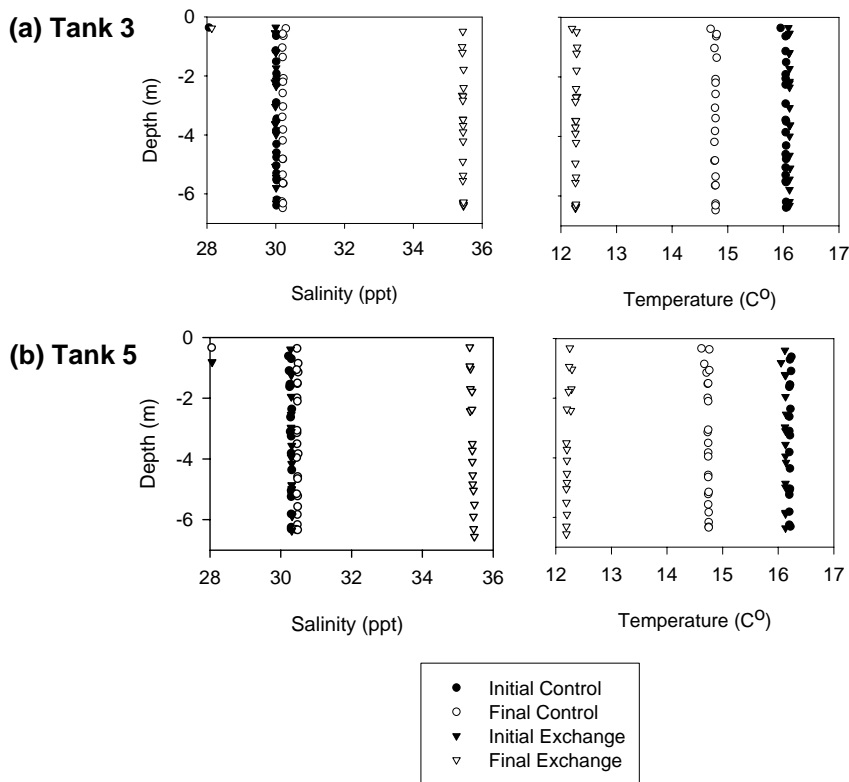 (a) Tank 3
0
-2
-4
-6
Depth (m)
28 30 32 34 36
Salinity (ppt)
12 13 14 15 16 17
Temperature (C⁰)
(b) Tank 5
0
-2
-4
-6
Depth (m)
28 30 32 34 36
Salinity (ppt)
12 13 14 15 16 17
Temperature (C⁰)
Initial Control
Final Control
Initial Exchange
Final Exchange